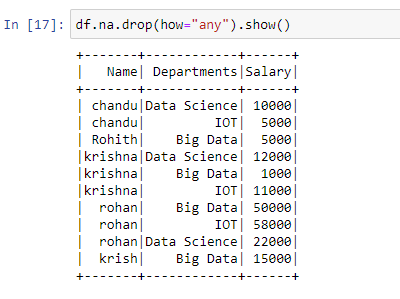 In [17]: df.na.drop(how="any").show()
+-------+------------+------+
|   Name| Departments|Salary|
+-------+------------+------+
| chandu|Data Science| 10000|
| chandu|         IOT|  5000|
| Rohith|    Big Data|  5000|
|krishna|Data Science| 12000|
|krishna|    Big Data|  1000|
|krishna|         IOT| 11000|
|  rohan|    Big Data| 50000|
|  rohan|         IOT| 58000|
|  rohan|Data Science| 22000|
|  krish|    Big Data| 15000|
+-------+------------+------+